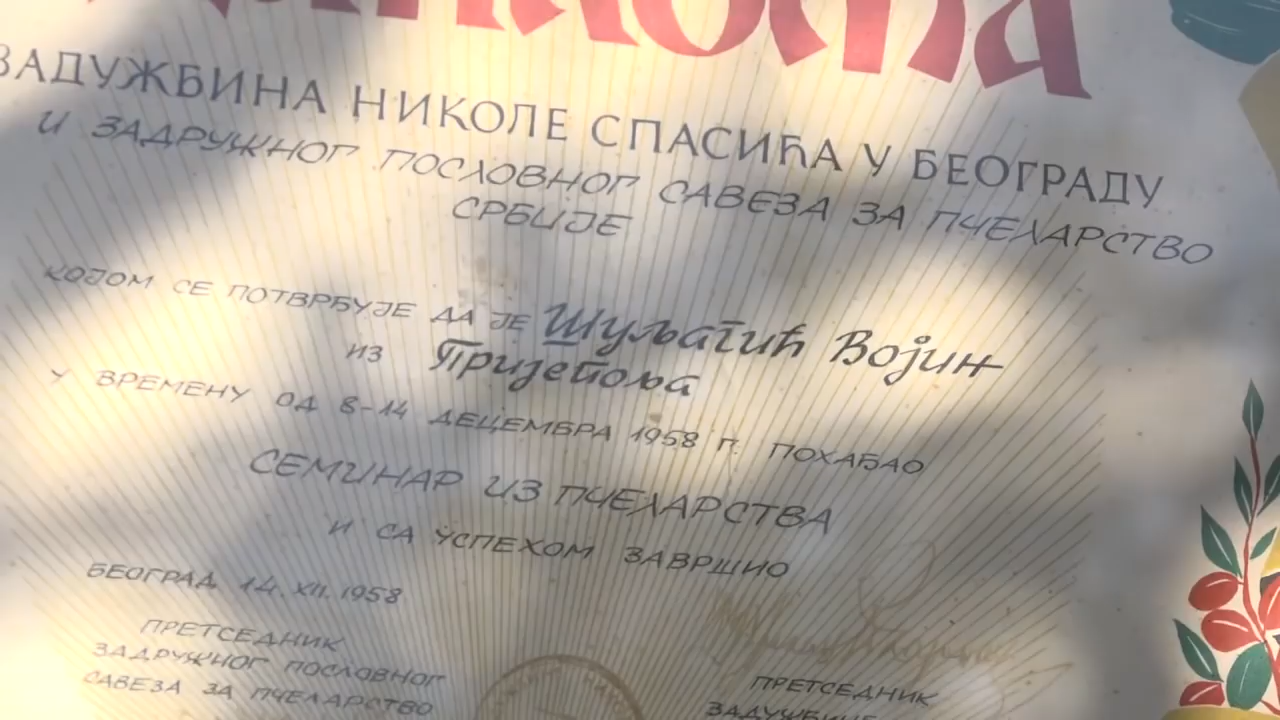 ДИПЛОМА
ЗАДУЖБИНА НИКОЛЕ СПАСИЋА У БЕОГРАДУ
И ЗАДРУЖНОГ ПОСЛОВНОГ САВЕЗА ЗА ПЧЕЛАРСТВО
СРБИЈЕ
КОЈОМ СЕ ПОТВРЂУЈЕ ДА ЈЕ Шуљагић Војин
ИЗ Пријепоља
У ВРЕМЕНУ ОД 8-14 ДЕЦЕМБРА 1958 Г. ПОХАЂАО
СЕМИНАР ИЗ ПЧЕЛАРСТВА
И СА УСПЕХОМ ЗАВРШИО
БЕОГРАД 14. XII. 1958
ПРЕТСЕДНИК
ЗАДРУЖНОГ ПОСЛОВНОГ
САВЕЗА ЗА ПЧЕЛАРСТВО
ПРЕТСЕДНИК
ЗАДУЖБИНЕ